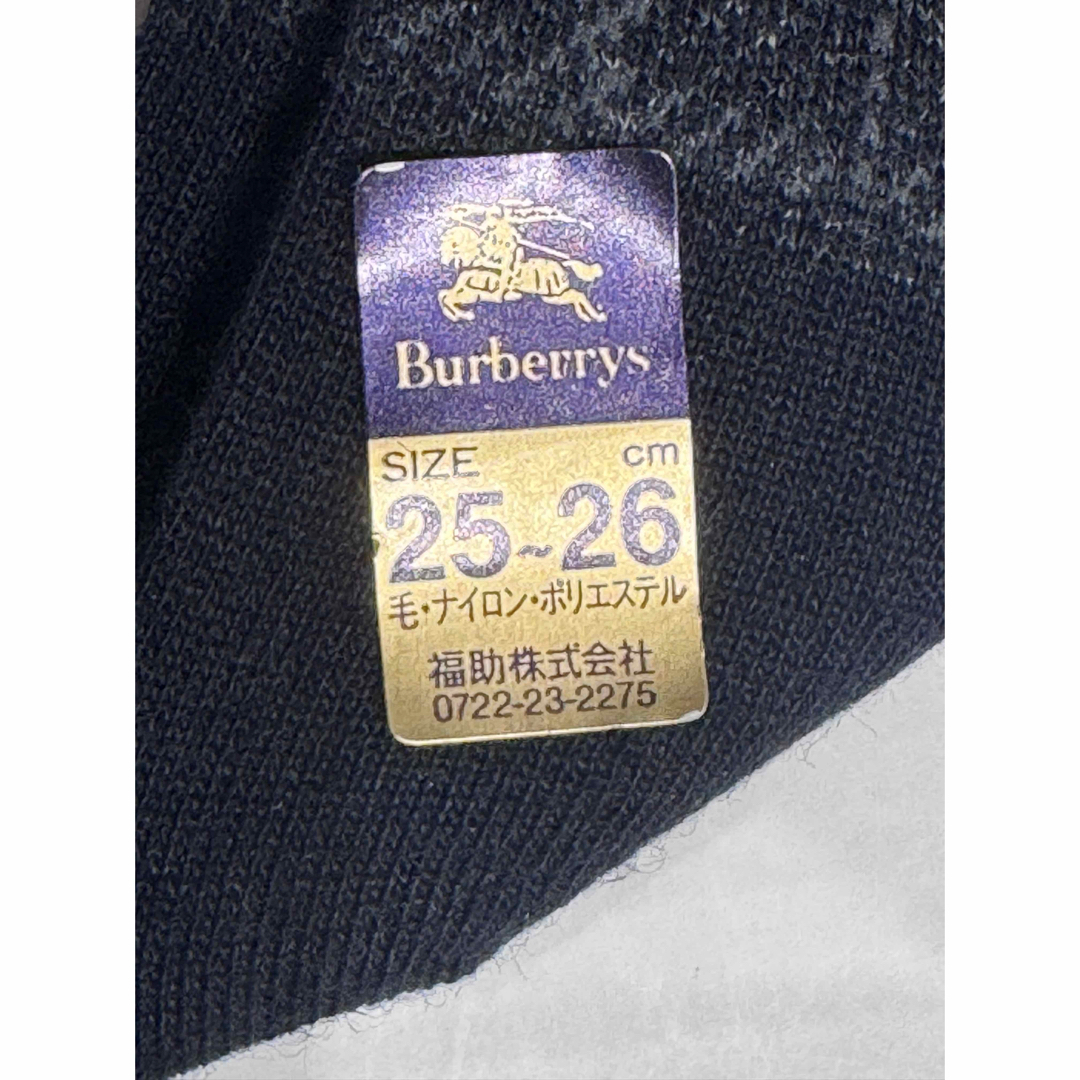 Burberrys
SIZE cm
25~26
毛・ナイロン・ポリエステル
福助株式会社
0722-23-2275